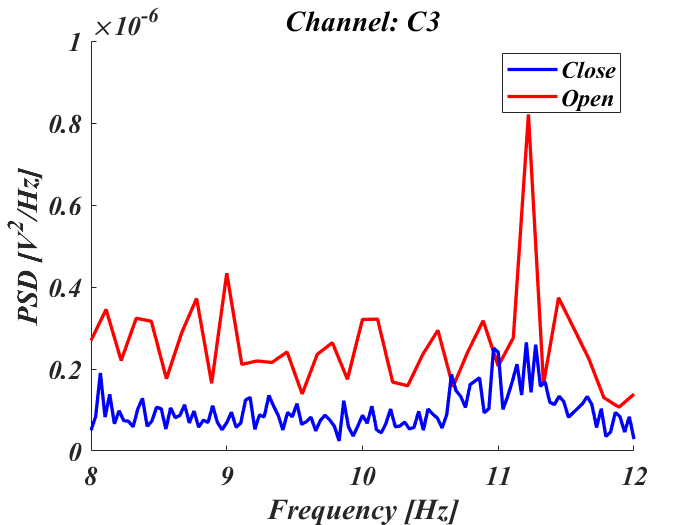 ×10^-6
Channel: C3
1
0.8
0.6
0.4
0.2
0
PSD [V^2/Hz]
Close
Open
8
9
10
11
12
Frequency [Hz]